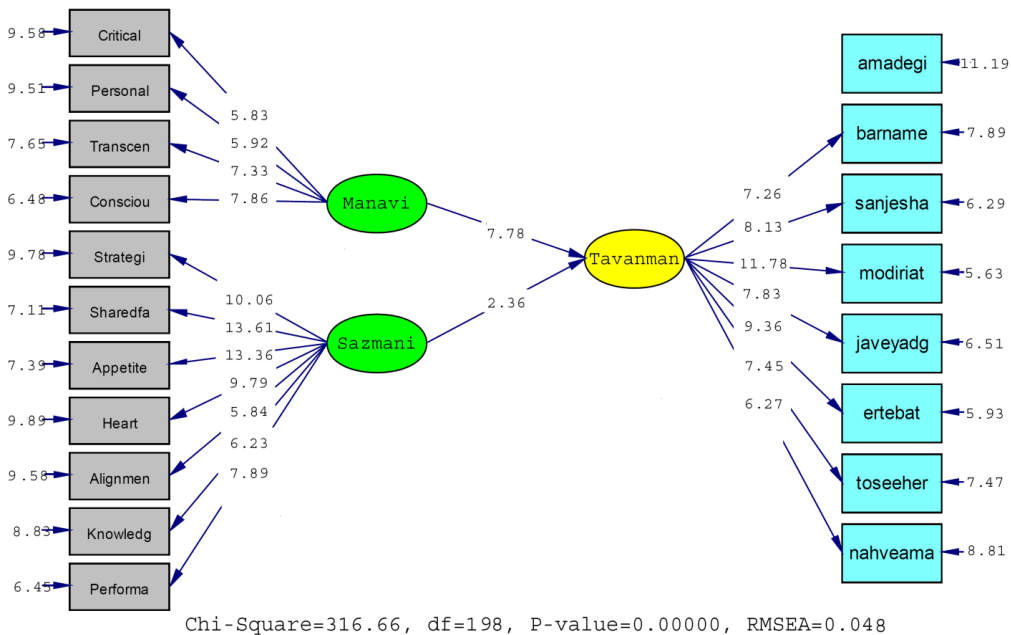 9.58 Critical
9.51 Personal
7.65 Transcen
6.48 Consciou
9.78 Strategi
7.11 Sharedfa
7.39 Appetite
9.89 Heart
9.58 Alignmen
8.83 Knowledg
6.45 Performa
5.83
5.92
7.33
7.86
10.06
13.61
13.36
9.79
5.84
6.23
7.89
Manavi
Sazmani
7.78
2.36
Tavanman
7.26
8.13
11.78
7.83
9.36
7.45
6.27
amadegi 11.19
barname 7.89
sanjesha 6.29
modiriat 5.63
javeyadg 6.51
ertebat 5.93
toseeher 7.47
nahveama 8.81
Chi-Square=316.66, df=198, P-value=0.00000, RMSEA=0.048